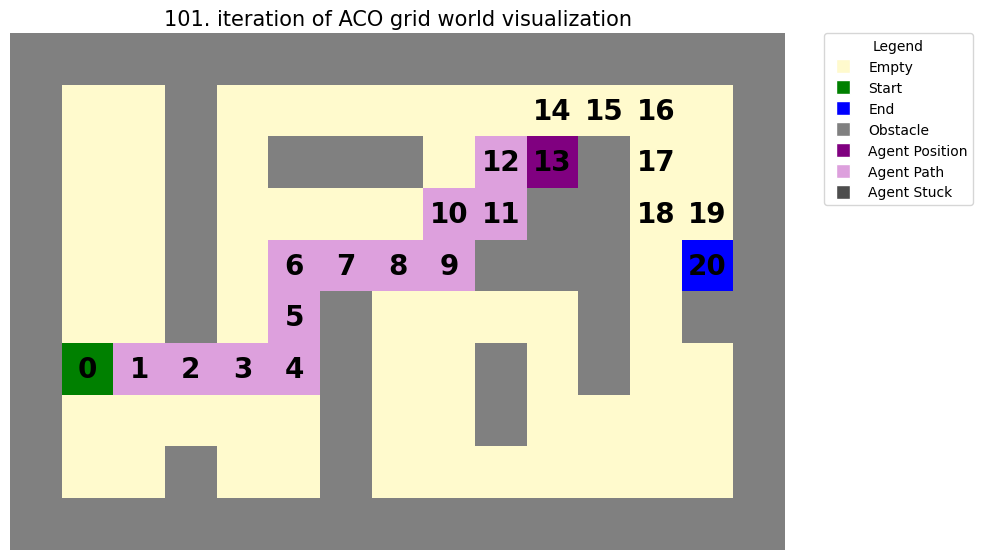 101. iteration of ACO grid world visualization
14 15 16
12 13 17
10 11 18 19
6 7 8 9 20
5
0 1 2 3 4
Legend
Empty
Start
End
Obstacle
Agent Position
Agent Path
Agent Stuck